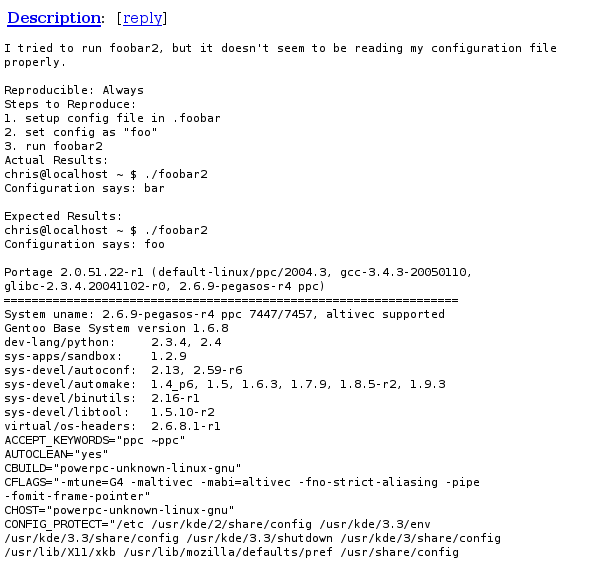 Description: [reply]
I tried to run foobar2, but it doesn't seem to be reading my configuration file
properly.
Reproducible: Always
Steps to Reproduce:
1. setup config file in .foobar
2. set config as "foo"
3. run foobar2
Actual Results:
chris@localhost ~ $ ./foobar2
Configuration says: bar
Expected Results:
chris@localhost ~ $ ./foobar2
Configuration says: foo
Portage 2.0.51.22-r1 (default-linux/ppc/2004.3, gcc-3.4.3-20050110,
glibc-2.3.4.20041102-r0, 2.6.9-pegasos-r4 ppc)
=================================================================
System uname: 2.6.9-pegasos-r4 ppc 7447/7457, altivec supported
Gentoo Base System version 1.6.8
dev-lang/python:     2.3.4, 2.4
sys-apps/sandbox:    1.2.9
sys-devel/autoconf:  2.13, 2.59-r6
sys-devel/automake:  1.4_p6, 1.5, 1.6.3, 1.7.9, 1.8.5-r2, 1.9.3
sys-devel/binutils:  2.16-r1
sys-devel/libtool:   1.5.10-r2
virtual/os-headers:  2.6.8.1-r1
ACCEPT_KEYWORDS="ppc ~ppc"
AUTOCLEAN="yes"
CBUILD="powerpc-unknown-linux-gnu"
CFLAGS="-mtune=G4 -maltivec -mabi=altivec -fno-strict-aliasing -pipe
-fomit-frame-pointer"
CHOST="powerpc-unknown-linux-gnu"
CONFIG_PROTECT="/etc /usr/kde/2/share/config /usr/kde/3.3/env
/usr/kde/3.3/share/config /usr/kde/3.3/shutdown /usr/kde/3/share/config
/usr/lib/X11/xkb /usr/lib/mozilla/defaults/pref /usr/share/config